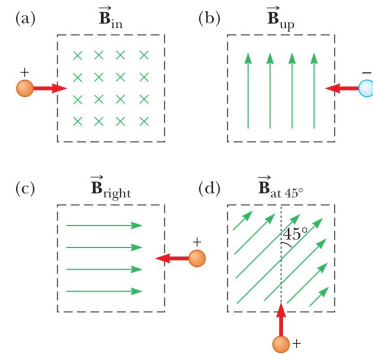 (a) B⃗in
+
(b) B⃗up
−
(c) B⃗right
+
(d) B⃗at 45°
45°
+